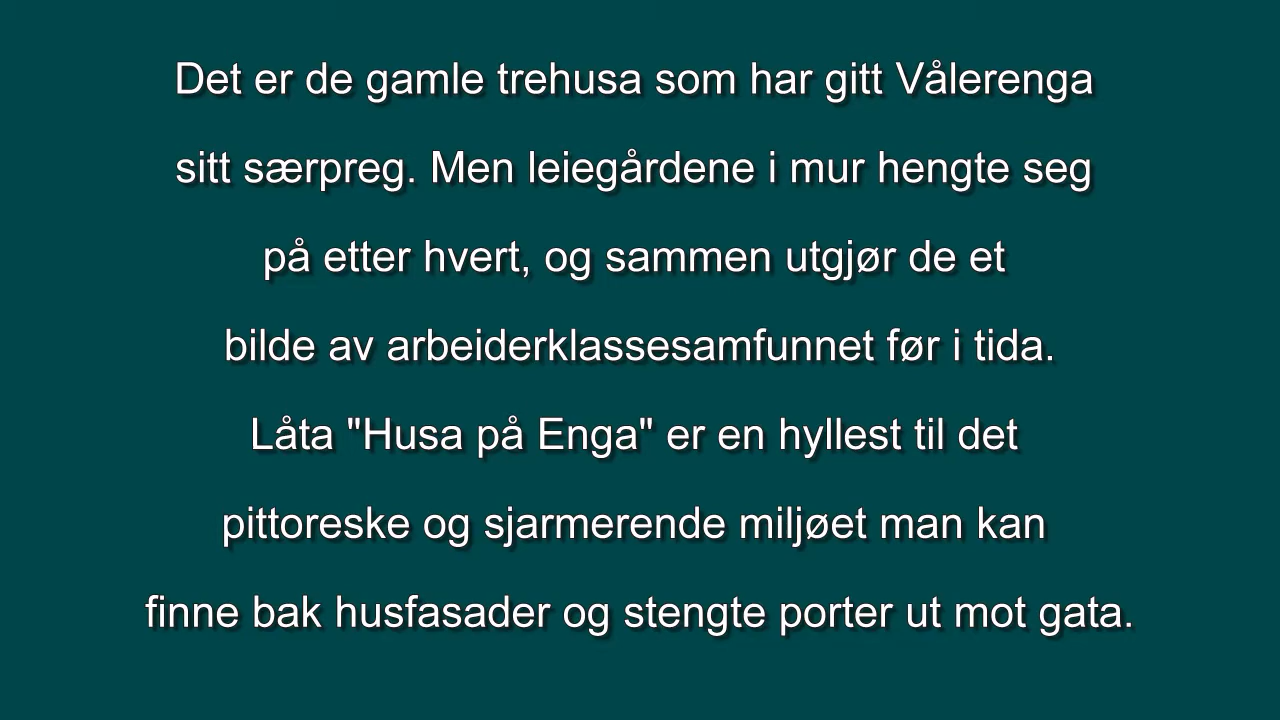 Det er de gamle trehusa som har gitt Vålerenga
sitt særpreg. Men leiegårdene i mur hengte seg
på etter hvert, og sammen utgjør de et
bilde av arbeiderklassesamfunnet før i tida.
Låta "Husa på Enga" er en hyllest til det
pittoreske og sjarmerende miljøet man kan
finne bak husfasader og stengte porter ut mot gata.